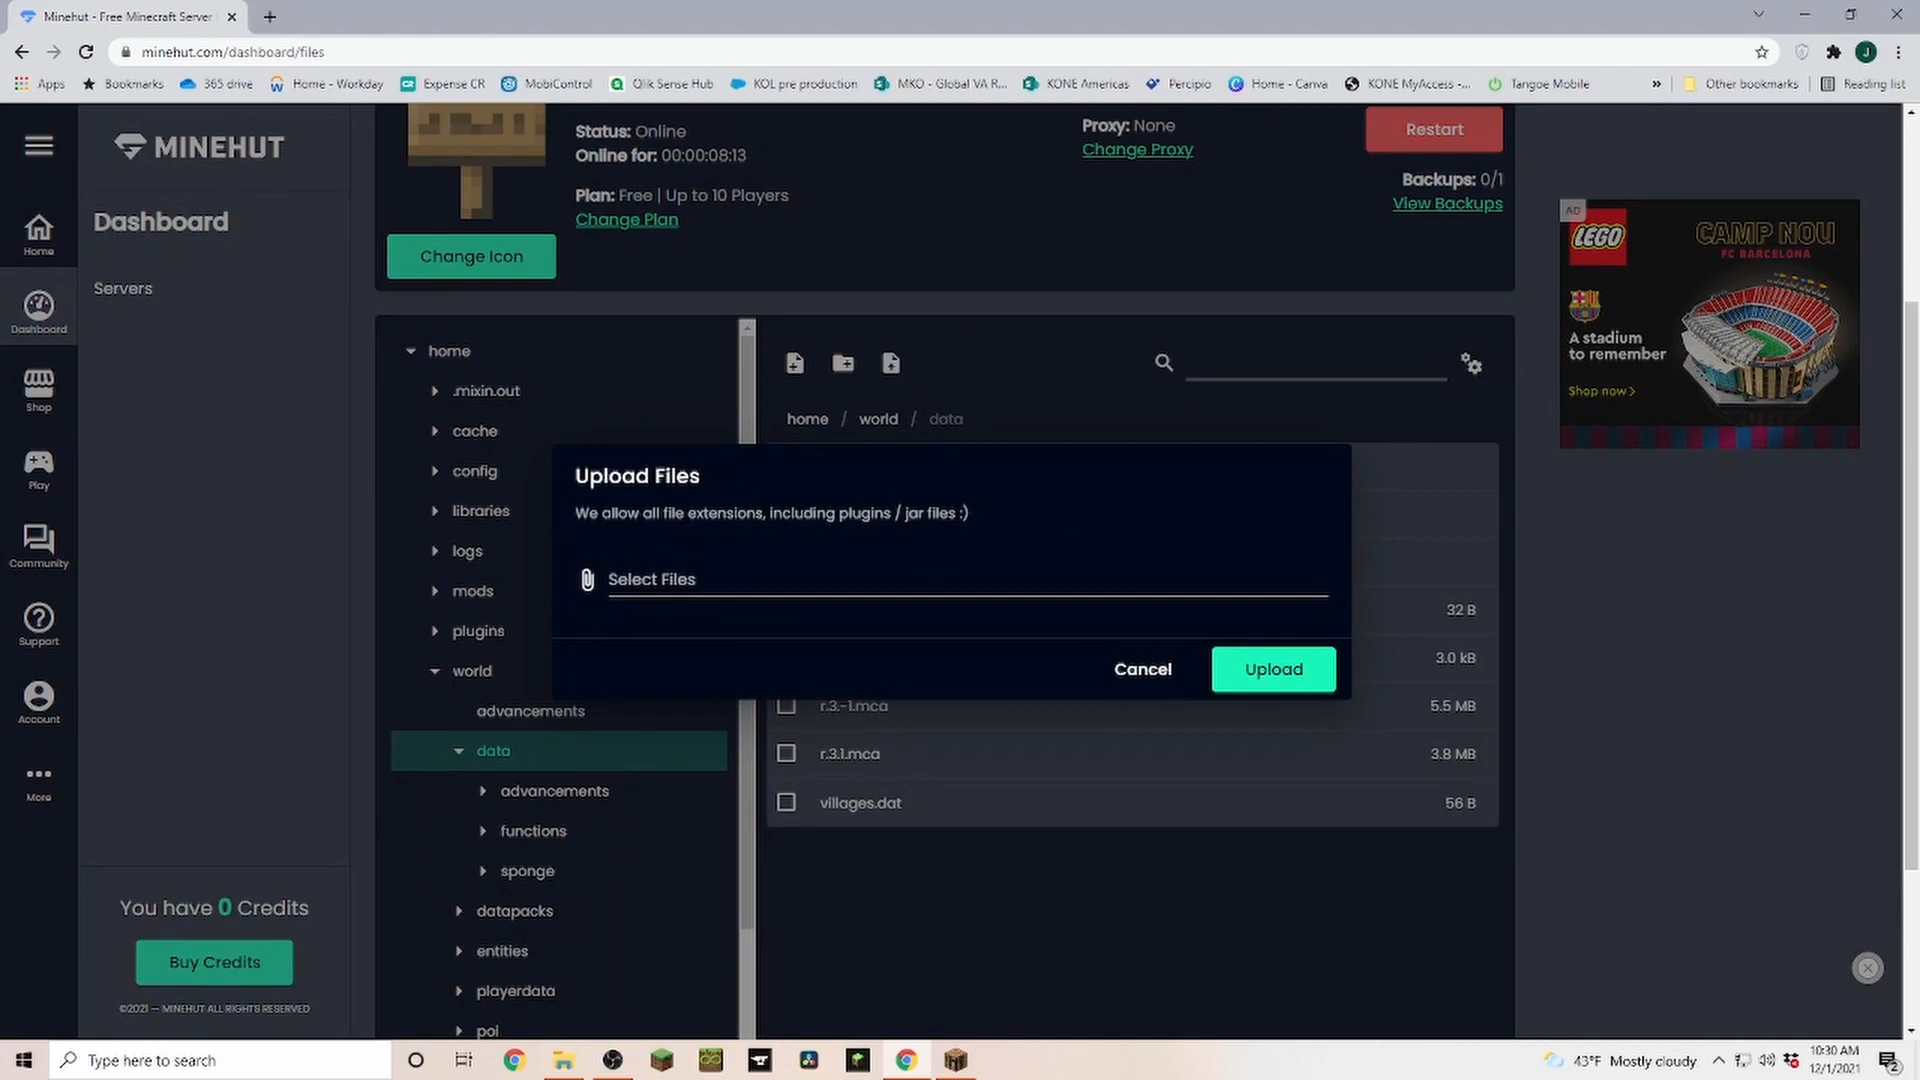 Minehut - Free Minecraft Server
minehut.com/dashboard/files
J
Apps
Bookmarks
365 drive
Home - Workday
Expense CR
MobiControl
Qlik Sense Hub
KOL pre production
MKO - Global VA R...
KONE Americas
Percipio
Home - Canva
KONE MyAccess -...
Tangoe Mobile
»
Other bookmarks
Reading list
MINEHUT
Dashboard
Servers
Home
Dashboard
Shop
Play
Community
Support
Account
More
You have 0 Credits
Buy Credits
©2021 — MINEHUT ALL RIGHTS RESERVED
Status: Online
Online for: 00:00:08:13
Plan: Free | Up to 10 Players
Change Plan
Change Icon
Proxy: None
Change Proxy
Restart
Backups: 0/1
View Backups
AD
LEGO
CAMP NOU
FC BARCELONA
A stadium
to remember
Shop now >
home
.mixin.out
cache
config
libraries
logs
mods
plugins
world
advancements
data
advancements
functions
sponge
datapacks
entities
playerdata
poi
home / world / data
Upload Files
We allow all file extensions, including plugins / jar files :)
Select Files
Cancel
Upload
32 B
3.0 kB
r.3.-1.mca 5.5 MB
r.3.1.mca 3.8 MB
villages.dat 56 B
Type here to search
43°F Mostly cloudy
10:30 AM
12/1/2021
2